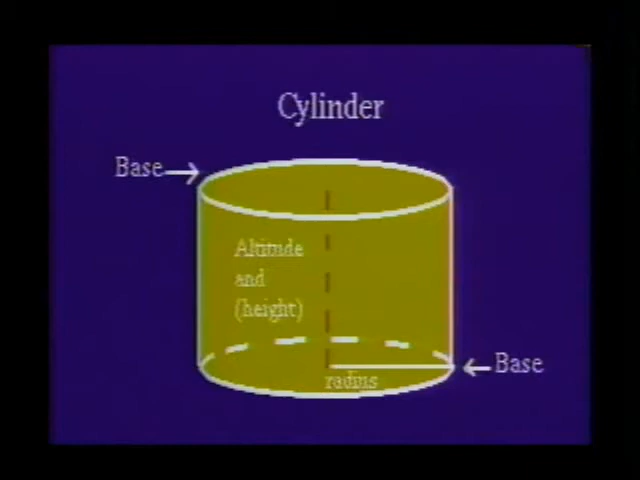 Cylinder
Base
Altitude
and
(height)
radius
Base